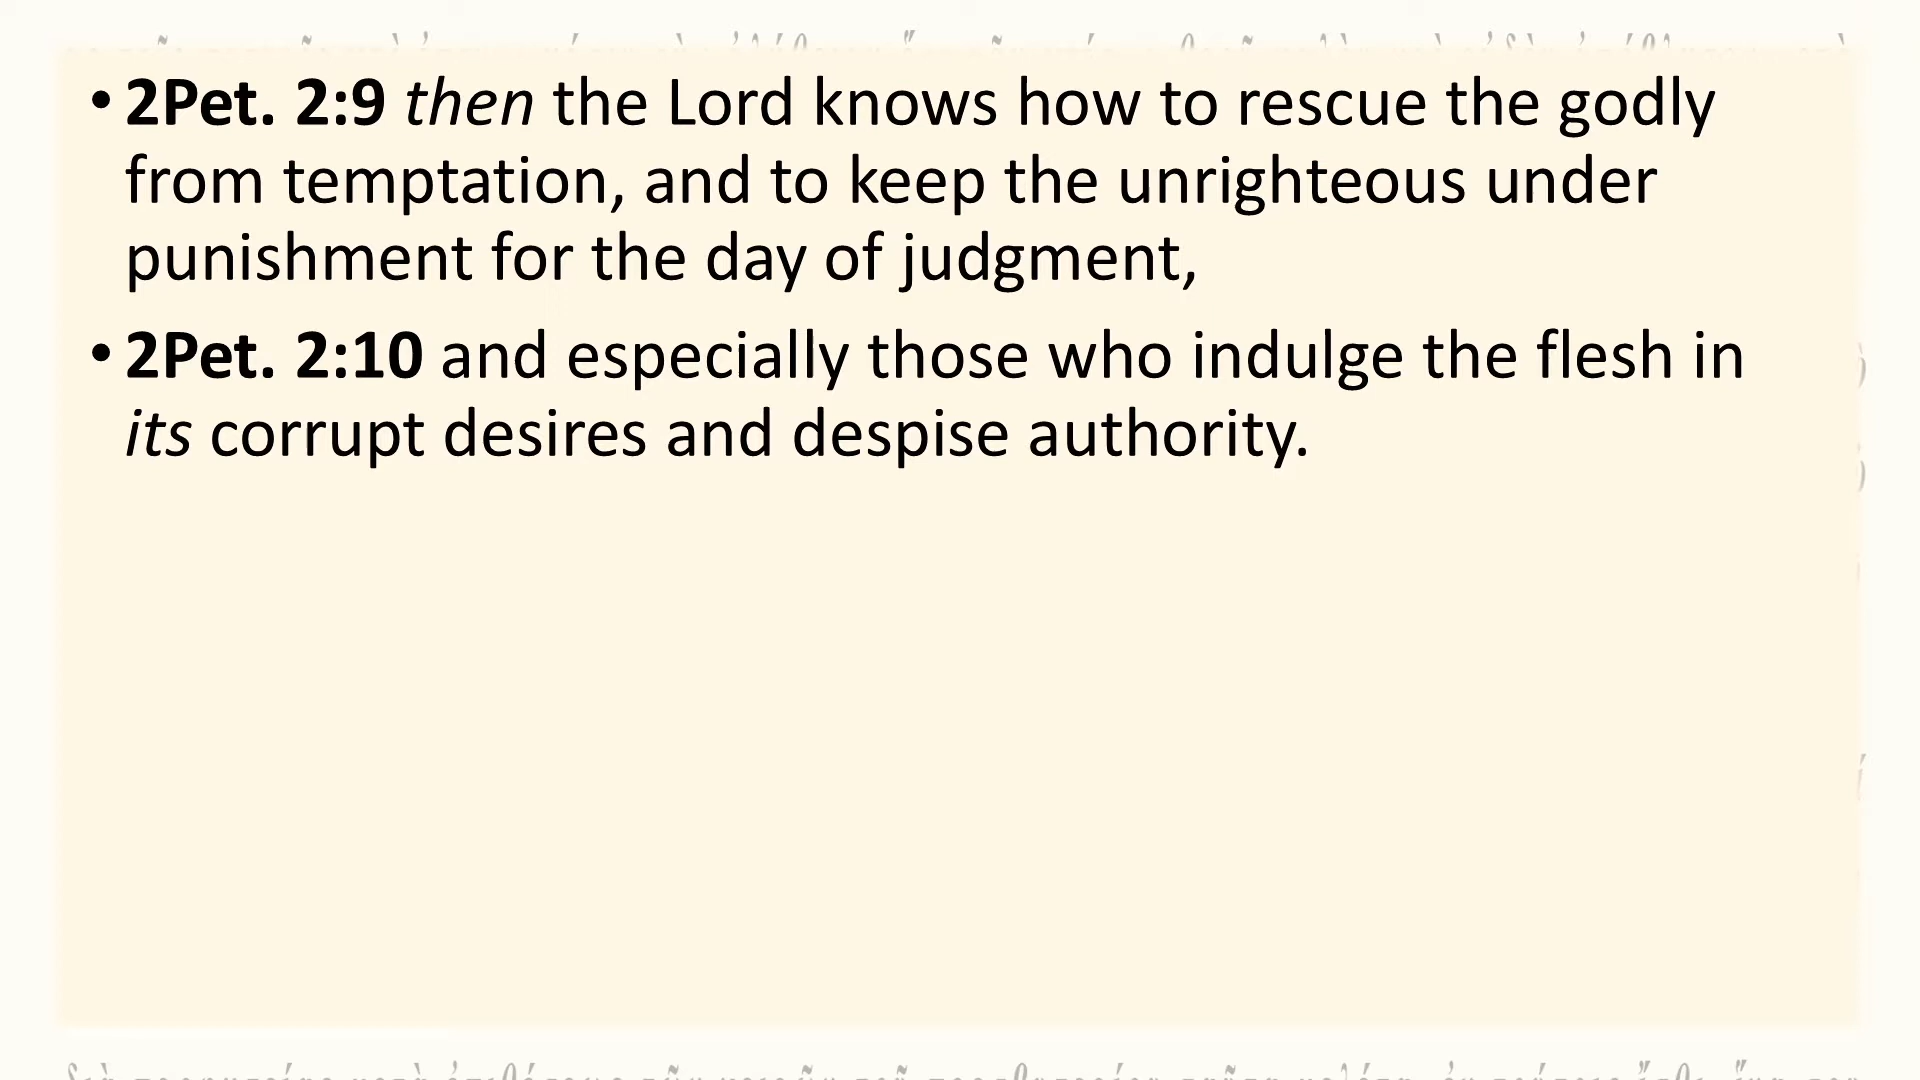 • 2Pet. 2:9 then the Lord knows how to rescue the godly
from temptation, and to keep the unrighteous under
punishment for the day of judgment,
• 2Pet. 2:10 and especially those who indulge the flesh in
its corrupt desires and despise authority.